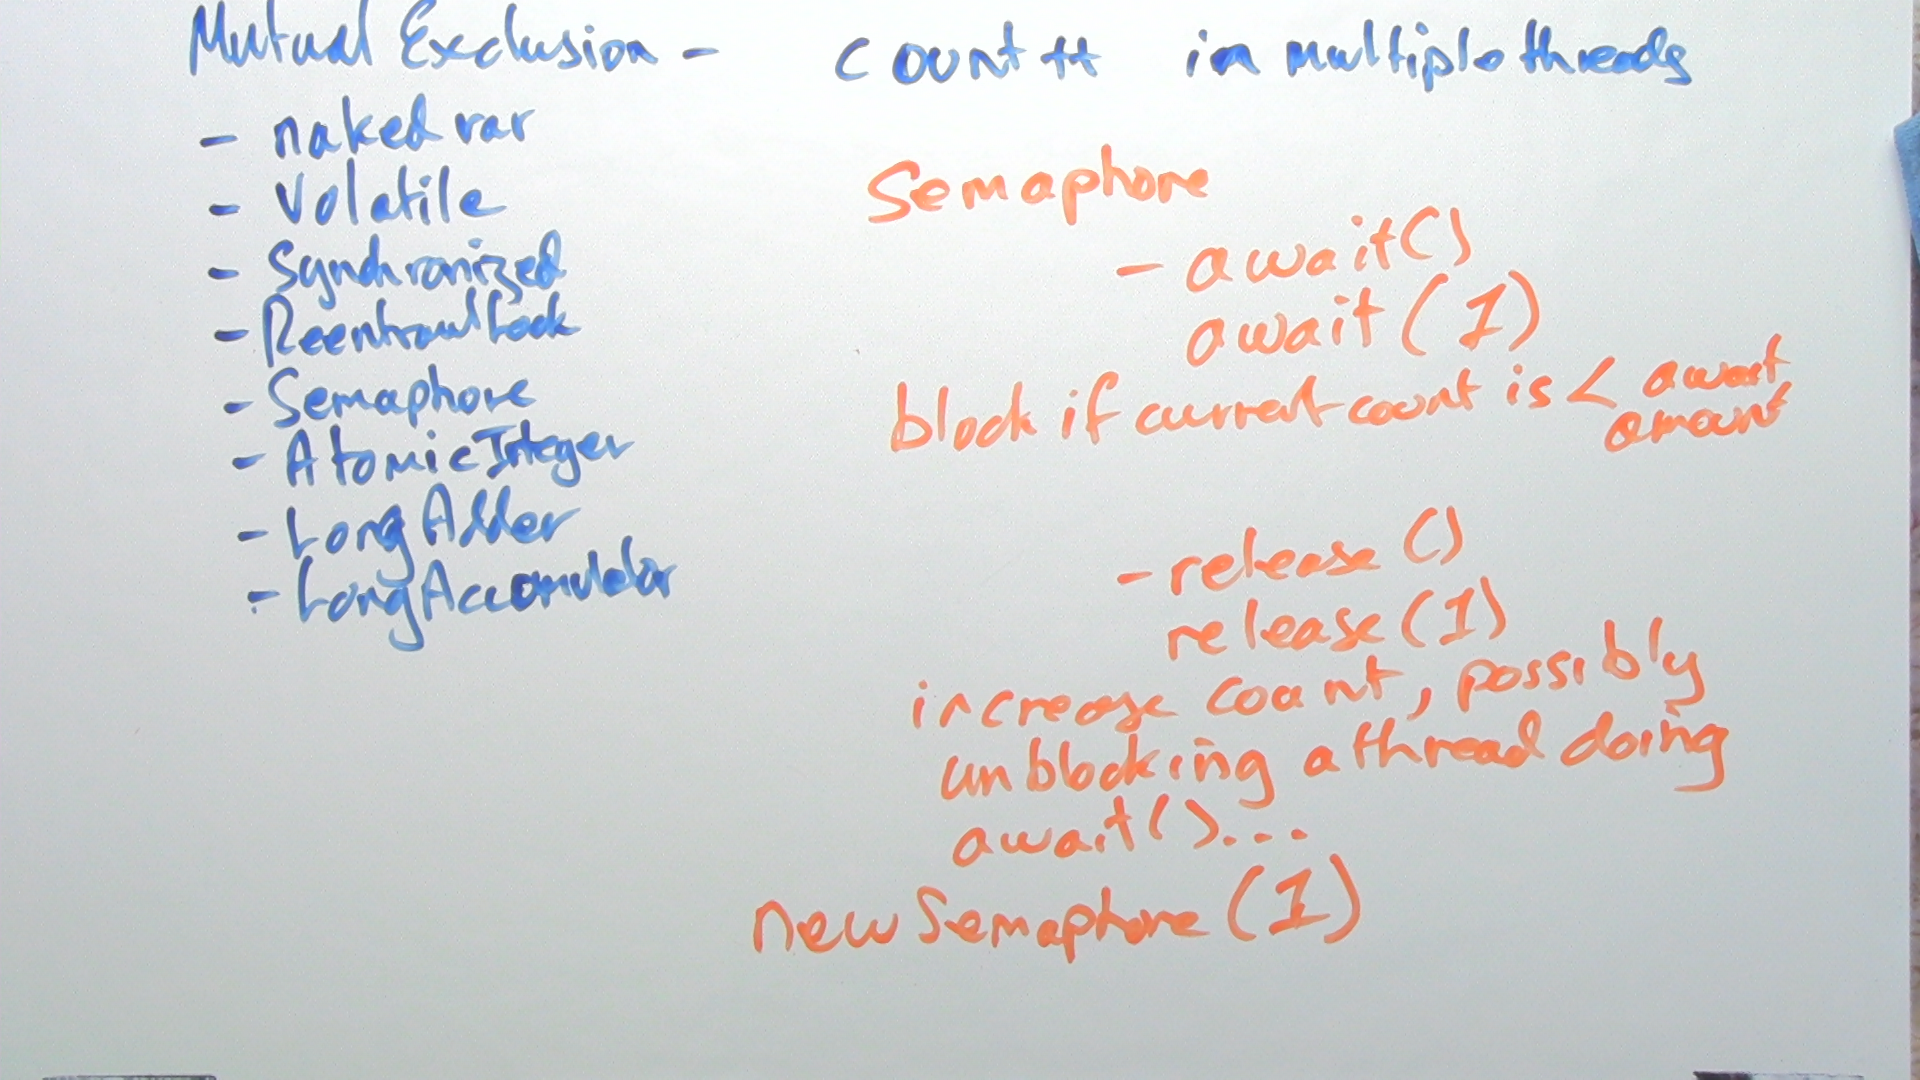 Mutual Exclusion - count++ in multiple threads
- naked var
- Volatile
- Synchronized
- ReentrantLock
- Semaphore
- AtomicInteger
- LongAdder
- LongAccomulator
Semaphore
- await()
await(1)
block if current count is < await
amount
- release()
release(1)
increase count, possibly
unblocking a thread doing
await()...
new Semaphore(1)